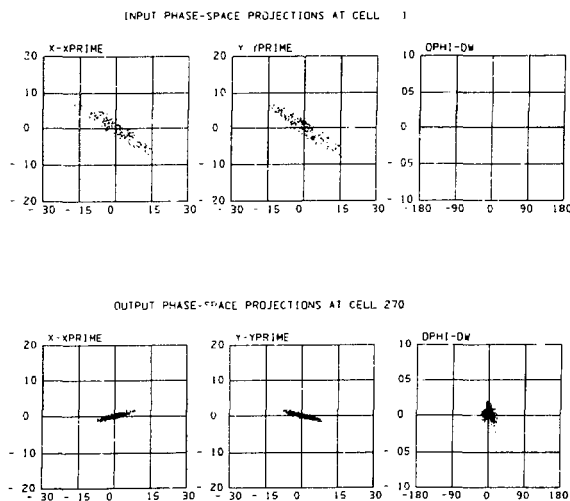 INPUT PHASE-SPACE PROJECTIONS AT CELL 1
X-XPRIME Y YPRIME DPHI-DW
20 20 10
10 10 05
0 0 0
- 10 - 10 - 05
- 20 - 20 - 10
- 30 - 15 0 15 30 - 30 - 15 0 15 30 -180 -90 0 90 180
OUTPUT PHASE-SPACE PROJECTIONS AT CELL 270
X-XPRIME Y-YPRIME DPHI-DW
20 20 10
10 10 05
0 0 0
- 10 - 10 - 05
- 20 - 20 - 10
- 30 - 15 0 15 30 - 30 - 15 0 15 30 -180 -90 0 90 180